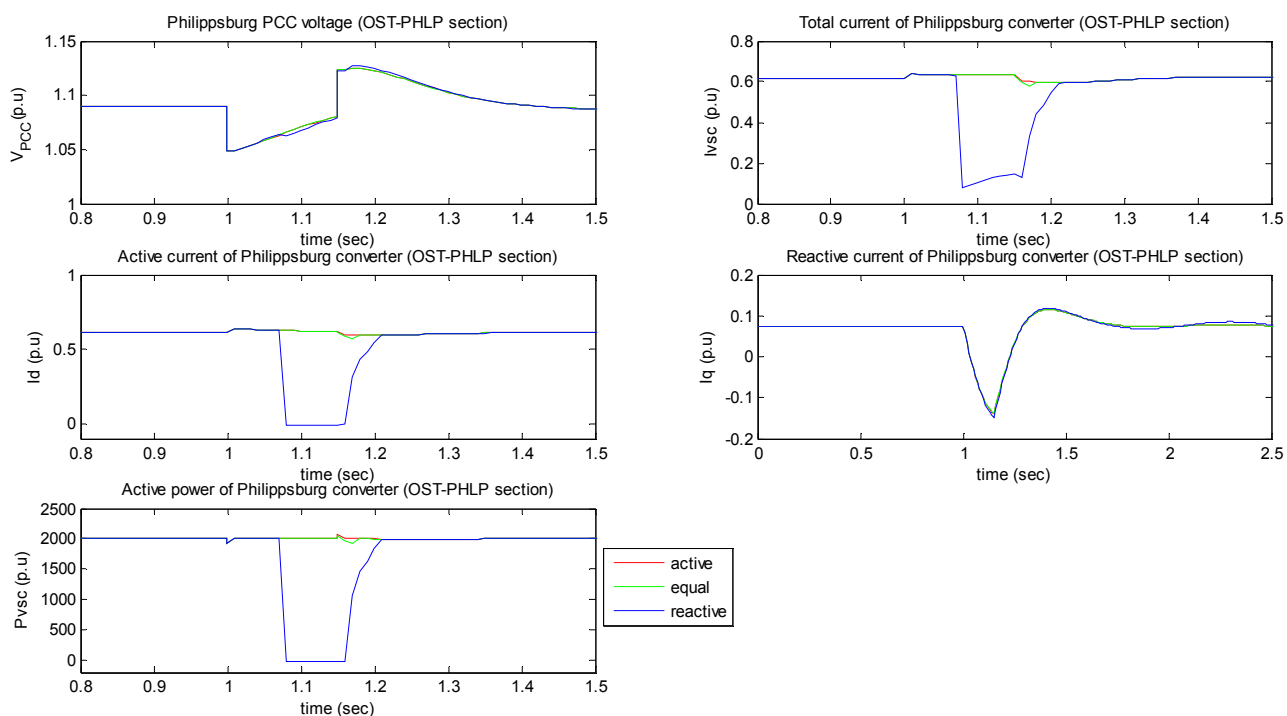 Philippsburg PCC voltage (OST-PHLP section)
1.15
1.1
1.05
1
V_PCC (p.u)
0.8 0.9 1 1.1 1.2 1.3 1.4 1.5
time (sec)
Total current of Philippsburg converter (OST-PHLP section)
0.8
0.6
0.4
0.2
0
Ivsc (p.u)
0.8 0.9 1 1.1 1.2 1.3 1.4 1.5
time (sec)
Active current of Philippsburg converter (OST-PHLP section)
1
0.5
0
Id (p.u)
0.8 0.9 1 1.1 1.2 1.3 1.4 1.5
time (sec)
Reactive current of Philippsburg converter (OST-PHLP section)
0.2
0.1
0
-0.1
-0.2
Iq (p.u)
0 0.5 1 1.5 2 2.5
time (sec)
Active power of Philippsburg converter (OST-PHLP section)
2500
2000
1500
1000
500
0
Pvsc (p.u)
0.8 0.9 1 1.1 1.2 1.3 1.4 1.5
time (sec)
active
equal
reactive